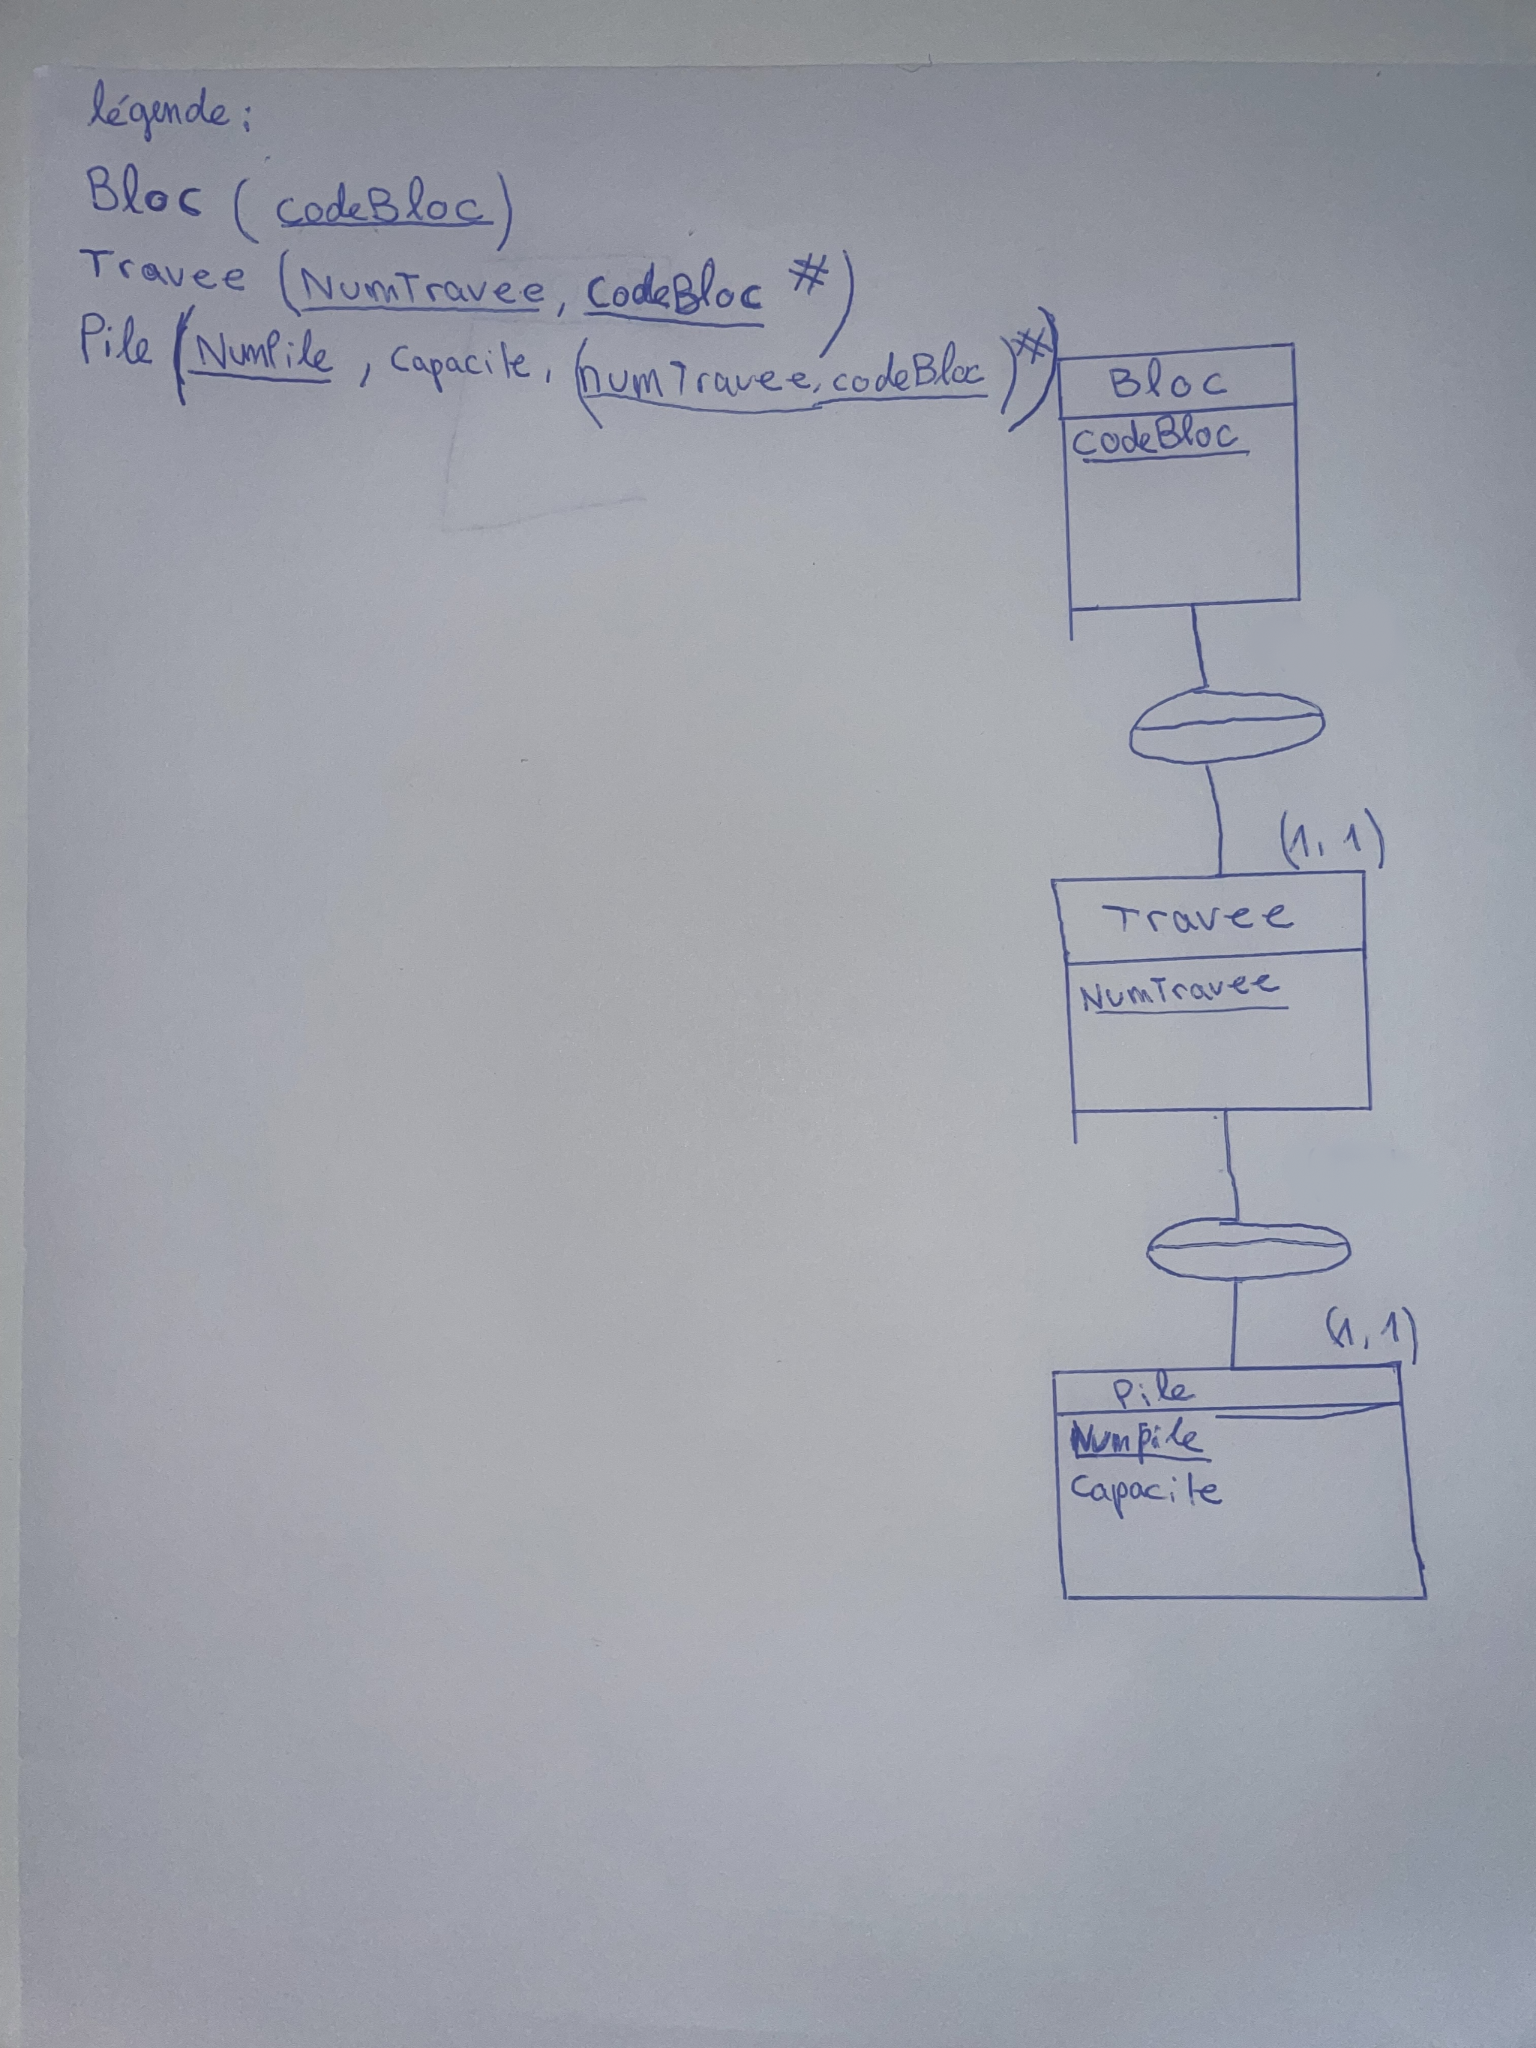 légende :
Bloc (codeBloc)
Travee (NumTravee, CodeBloc #)
Pile (NumPile, Capacite, (numTravee, codeBloc)#)
Bloc
codeBloc
(1, 1)
Travee
NumTravee
(1, 1)
Pile
NumPile
Capacite